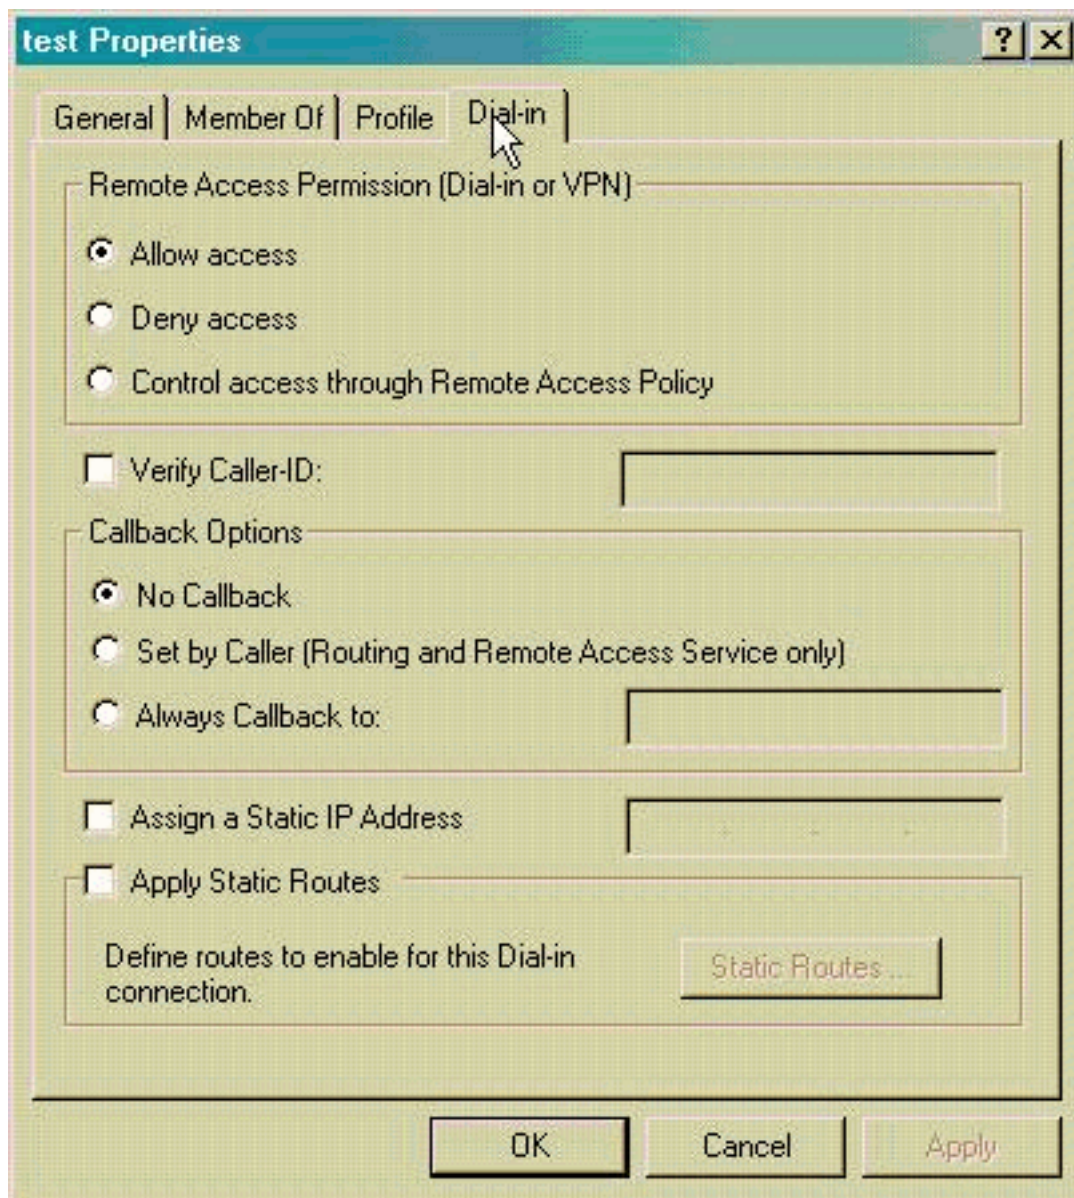 test Properties
General Member Of Profile Dial-in
Remote Access Permission (Dial-in or VPN)
Allow access
Deny access
Control access through Remote Access Policy
Verify Caller-ID:
Callback Options
No Callback
Set by Caller (Routing and Remote Access Service only)
Always Callback to:
Assign a Static IP Address
Apply Static Routes
Define routes to enable for this Dial-in
connection.
Static Routes ...
OK Cancel Apply